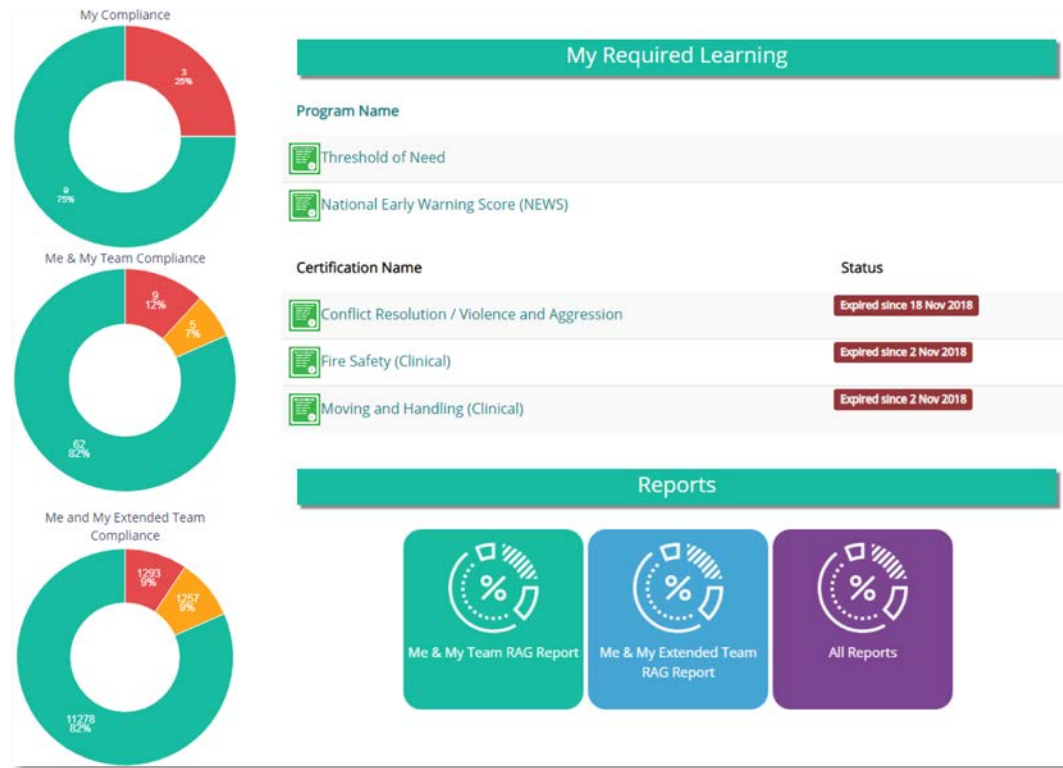 My Compliance
3
25%
9
75%
Me & My Team Compliance
9
12%
5
7%
62
82%
Me and My Extended Team
Compliance
1293
9%
1257
9%
11278
82%
My Required Learning
Program Name
Threshold of Need
National Early Warning Score (NEWS)
Certification Name Status
Conflict Resolution / Violence and Aggression Expired since 18 Nov 2018
Fire Safety (Clinical) Expired since 2 Nov 2018
Moving and Handling (Clinical) Expired since 2 Nov 2018
Reports
%
Me & My Team RAG Report
%
Me & My Extended Team
RAG Report
%
All Reports